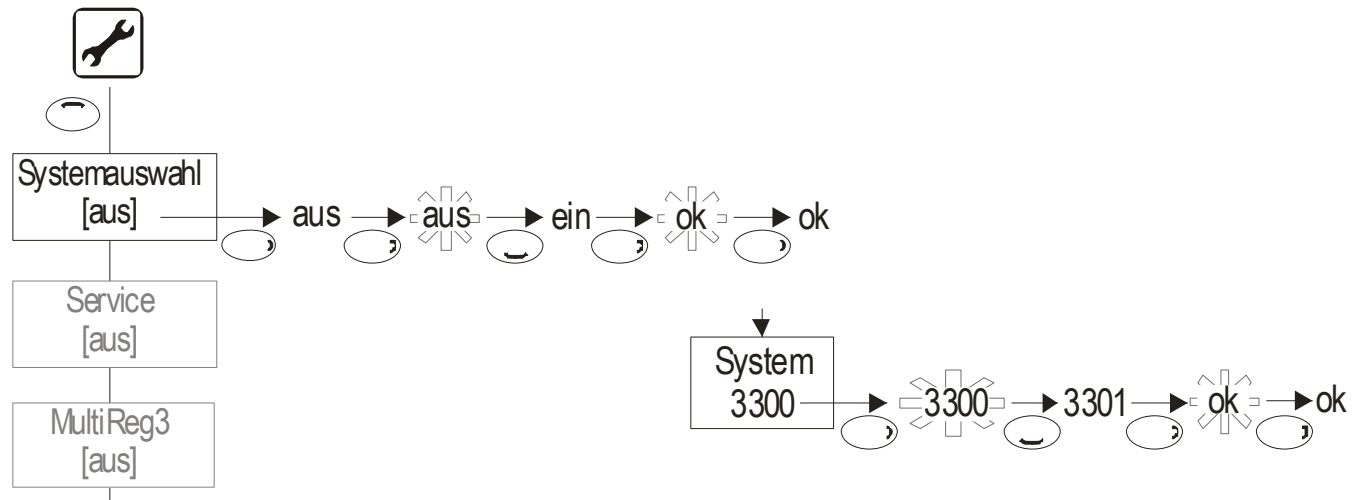 Systemauswahl
[aus]
aus aus ein ok ok
Service
[aus]
System
3300 3300 3301 ok ok
MultiReg3
[aus]